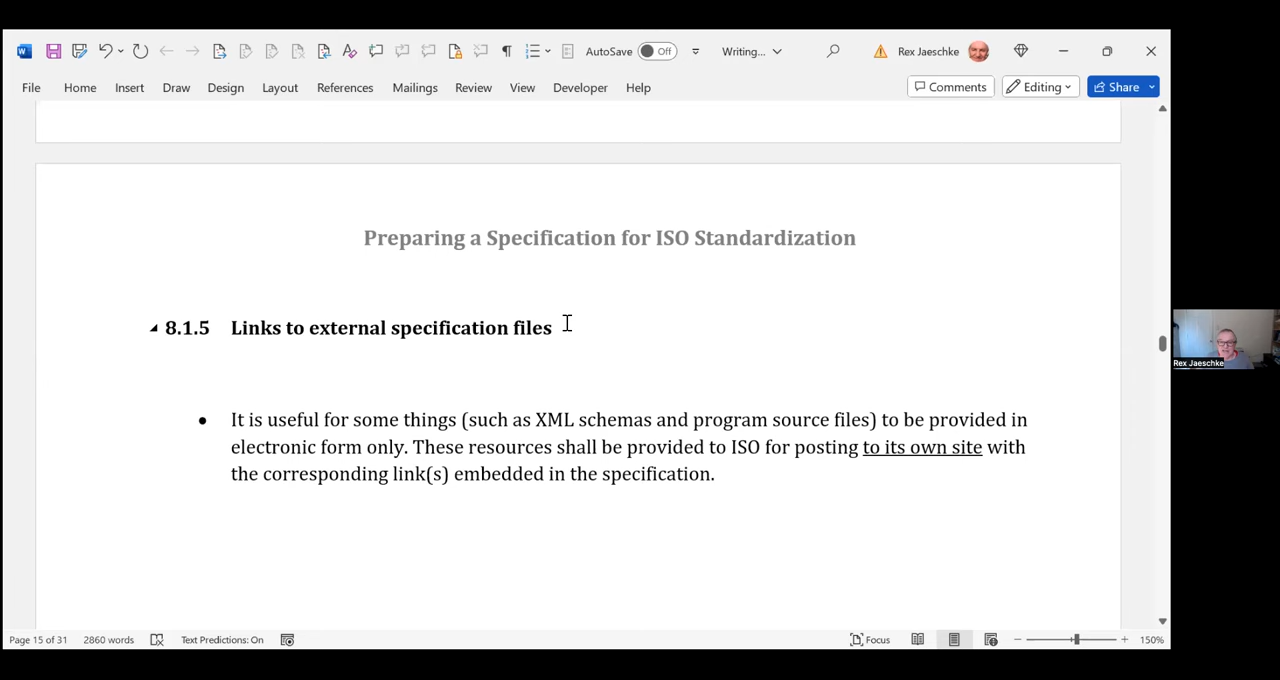 AutoSave Off Writing... Rex Jaeschke
File Home Insert Draw Design Layout References Mailings Review View Developer Help Comments Editing Share
Preparing a Specification for ISO Standardization
8.1.5 Links to external specification files
• It is useful for some things (such as XML schemas and program source files) to be provided in
electronic form only. These resources shall be provided to ISO for posting to its own site with
the corresponding link(s) embedded in the specification.
Rex Jaeschke
Page 15 of 31 2860 words Text Predictions: On Focus 150%